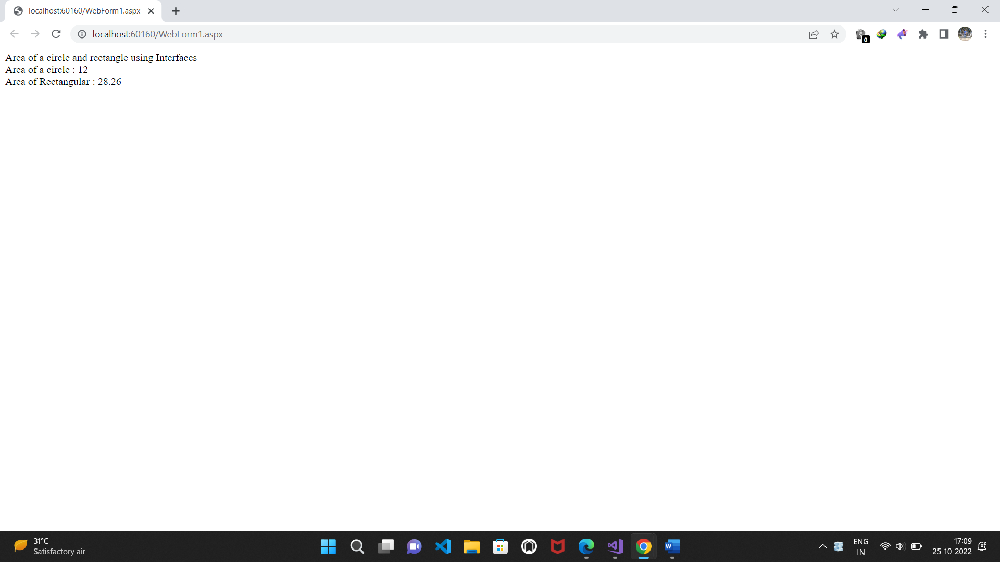 localhost:60160/WebForm1.aspx
localhost:60160/WebForm1.aspx
0
Area of a circle and rectangle using Interfaces
Area of a circle : 12
Area of Rectangular : 28.26
31°C
Satisfactory air
W
ENG
IN
17:09
25-10-2022